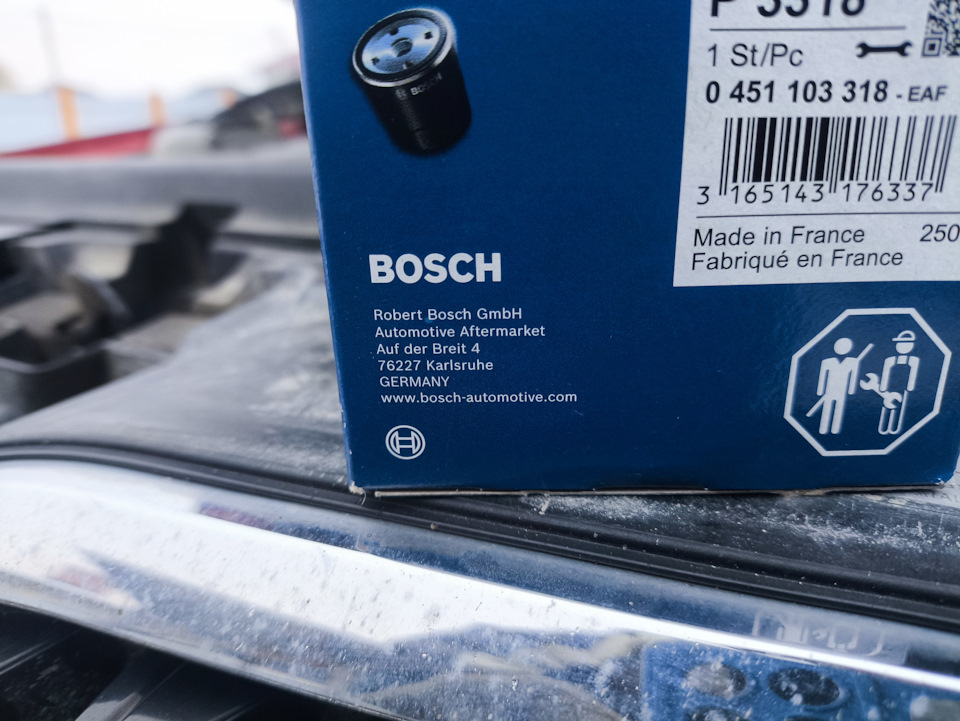 BOSCH
P 3318
1 St/Pc
0 451 103 318 - EAF
3 165143 176337
Made in France 250
Fabriqué en France
BOSCH
Robert Bosch GmbH
Automotive Aftermarket
Auf der Breit 4
76227 Karlsruhe
GERMANY
www.bosch-automotive.com